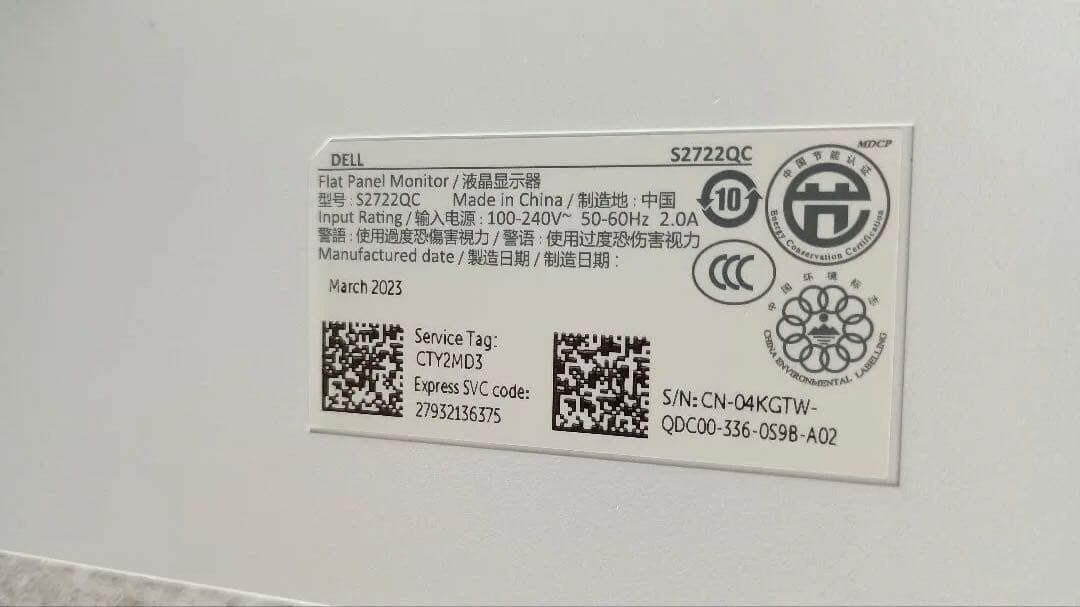 DELL S2722QC
Flat Panel Monitor / 液晶显示器
型号 : S2722QC Made in China / 制造地 : 中国
Input Rating / 输入电源 : 100-240V~ 50-60Hz 2.0A
警語 : 使用過度恐傷害視力 / 警语 : 使用过度恐伤害视力
Manufactured date / 製造日期 / 制造日期 :
March 2023
Service Tag:
CTY2MD3
Express SVC code:
27932136375
S/N: CN-04KGTW-
QDC00-336-0S9B-A02
10
MDCP
中国节能认证
Energy Conservation Certification
CCC
中国环境标志
CHINA ENVIRONMENTAL LABELLING